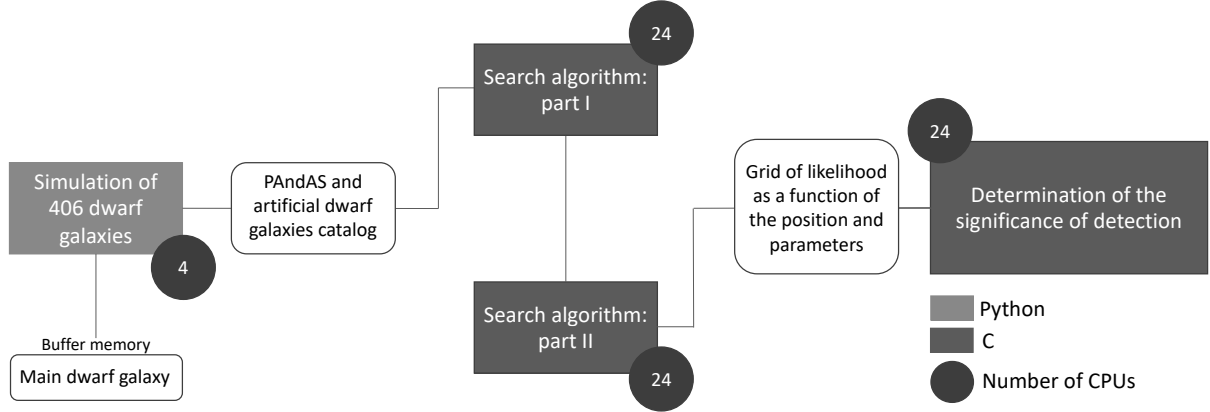 24
Search algorithm:
part I
Simulation of
406 dwarf
galaxies
4
PAndAS and
artificial dwarf
galaxies catalog
Buffer memory
Main dwarf galaxy
Search algorithm:
part II
24
Grid of likelihood
as a function of
the position and
parameters
24
Determination of the
significance of detection
Python
C
Number of CPUs